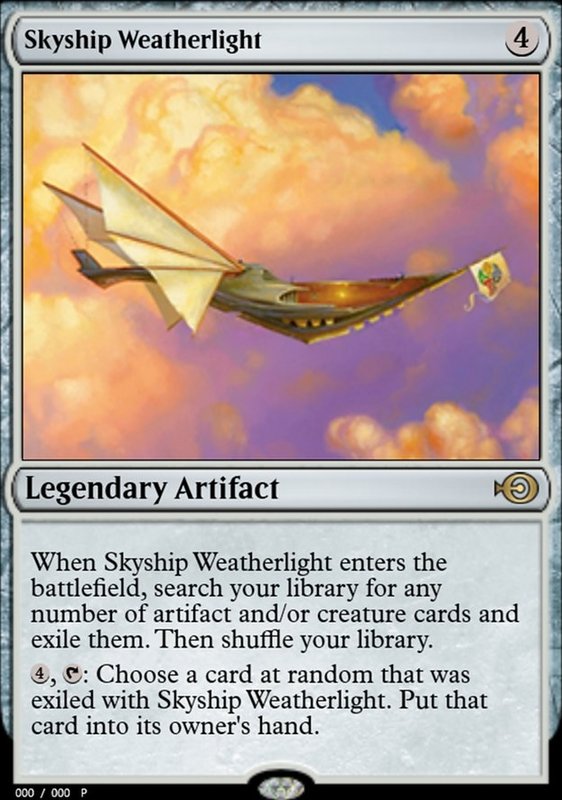 Skyship Weatherlight 4
Legendary Artifact
When Skyship Weatherlight enters the
battlefield, search your library for any
number of artifact and/or creature cards and
exile them. Then shuffle your library.
4, : Choose a card at random that was
exiled with Skyship Weatherlight. Put that
card into its owner's hand.
000 / 000 P